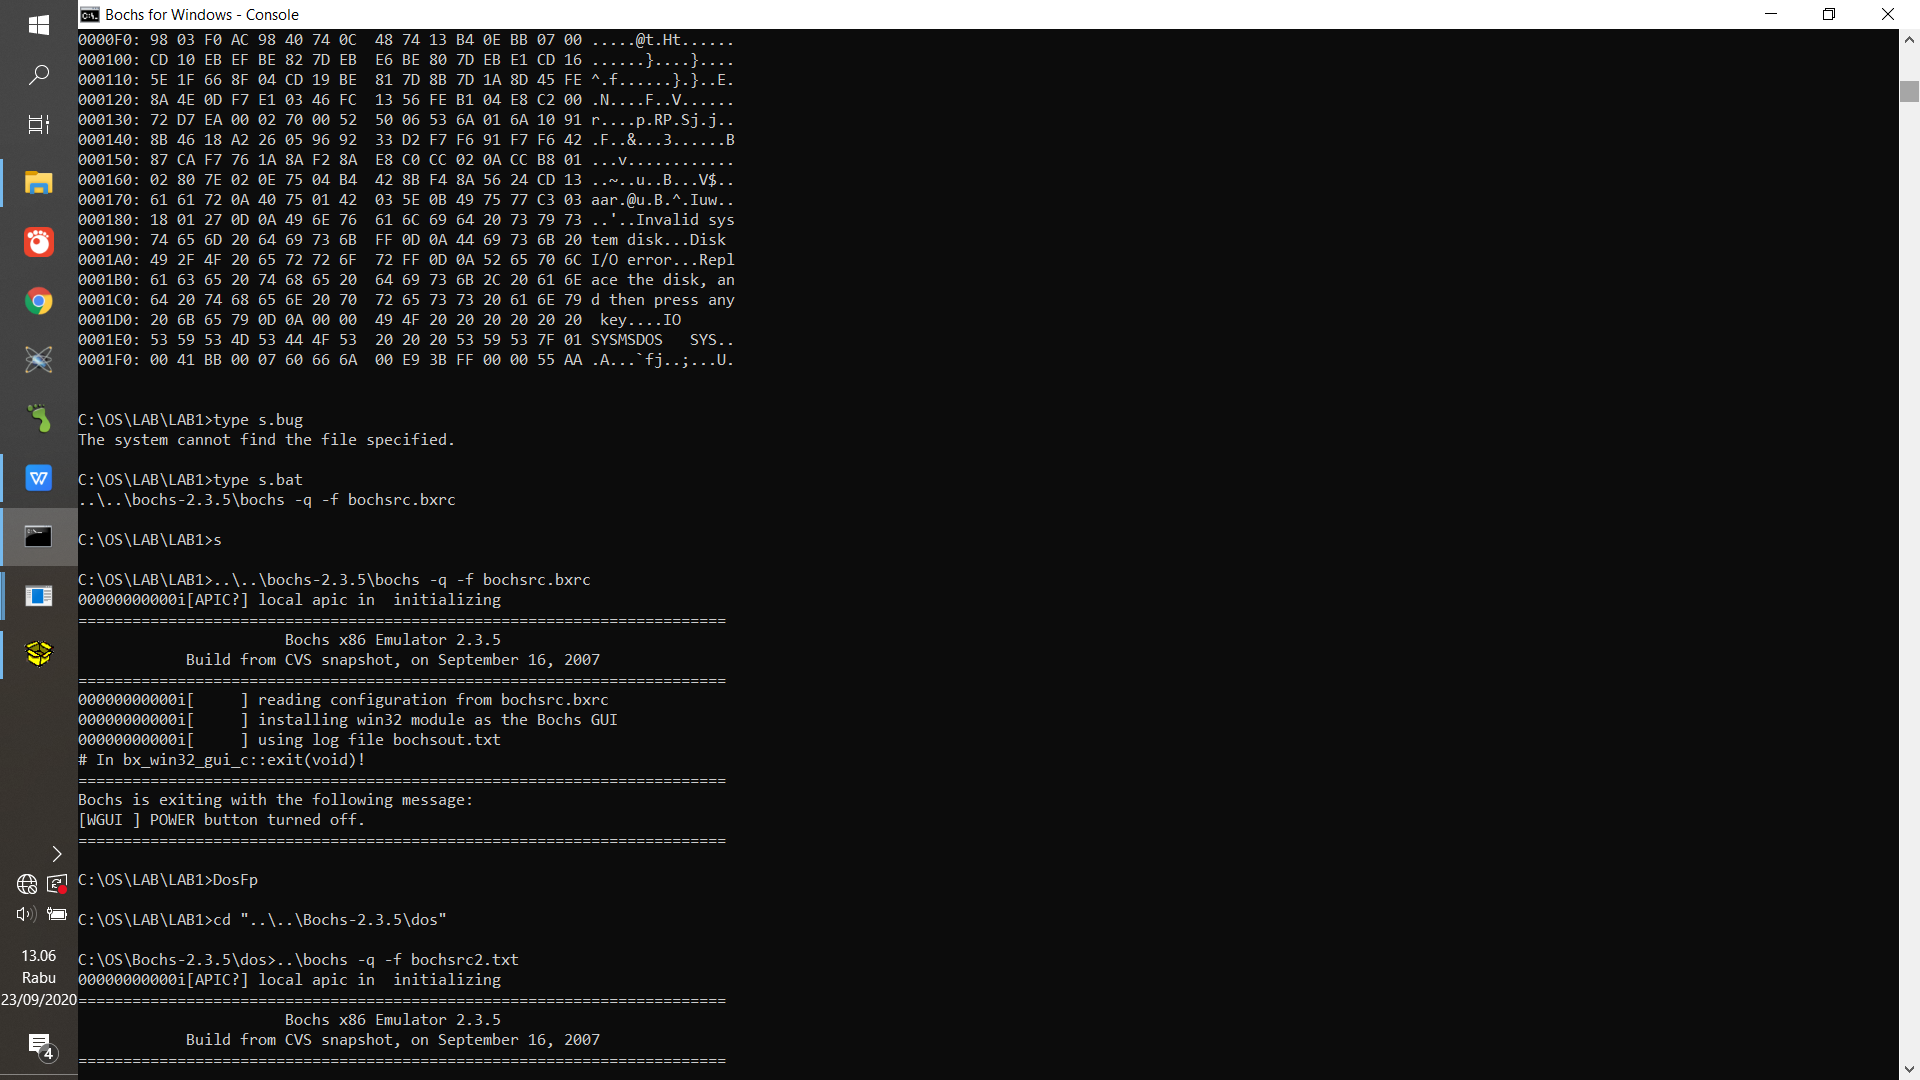 Bochs for Windows - Console
0000F0: 98 03 F0 AC 98 40 74 0C  48 74 13 B4 0E BB 07 00 .....@t.Ht......
000100: CD 10 EB EF BE 82 7D EB  E6 BE 80 7D EB E1 CD 16 ......}....}....
000110: 5E 1F 66 8F 04 CD 19 BE  81 7D 8B 7D 1A 8D 45 FE ^.f......}.}..E.
000120: 8A 4E 0D F7 E1 03 46 FC  13 56 FE B1 04 E8 C2 00 .N....F..V......
000130: 72 D7 EA 00 02 70 00 52  50 06 53 6A 01 6A 10 91 r....p.RP.Sj.j..
000140: 8B 46 18 A2 26 05 96 92  33 D2 F7 F6 91 F7 F6 42 .F..&...3......B
000150: 87 CA F7 76 1A 8A F2 8A  E8 C0 CC 02 0A CC B8 01 ...v............
000160: 02 80 7E 02 0E 75 04 B4  42 8B F4 8A 56 24 CD 13 ..~..u..B...V$..
000170: 61 61 72 0A 40 75 01 42  03 5E 0B 49 75 77 C3 03 aar.@u.B.^.Iuw..
000180: 18 01 27 0D 0A 49 6E 76  61 6C 69 64 20 73 79 73 ..'..Invalid sys
000190: 74 65 6D 20 64 69 73 6B  FF 0D 0A 44 69 73 6B 20 tem disk...Disk
0001A0: 49 2F 4F 20 65 72 72 6F  72 FF 0D 0A 52 65 70 6C I/O error...Repl
0001B0: 61 63 65 20 74 68 65 20  64 69 73 6B 2C 20 61 6E ace the disk, an
0001C0: 64 20 74 68 65 6E 20 70  72 65 73 73 20 61 6E 79 d then press any
0001D0: 20 6B 65 79 0D 0A 00 00  49 4F 20 20 20 20 20 20  key....IO
0001E0: 53 59 53 4D 53 44 4F 53  20 20 20 53 59 53 7F 01 SYSMSDOS   SYS..
0001F0: 00 41 BB 00 07 60 66 6A  00 E9 3B FF 00 00 55 AA .A...`fj..;...U.
C:\OS\LAB\LAB1>type s.bug
The system cannot find the file specified.
C:\OS\LAB\LAB1>type s.bat
..\..\bochs-2.3.5\bochs -q -f bochsrc.bxrc
C:\OS\LAB\LAB1>s
C:\OS\LAB\LAB1>..\..\bochs-2.3.5\bochs -q -f bochsrc.bxrc
00000000000i[APIC?] local apic in  initializing
========================================================================
Bochs x86 Emulator 2.3.5
Build from CVS snapshot, on September 16, 2007
========================================================================
00000000000i[     ] reading configuration from bochsrc.bxrc
00000000000i[     ] installing win32 module as the Bochs GUI
00000000000i[     ] using log file bochsout.txt
# In bx_win32_gui_c::exit(void)!
========================================================================
Bochs is exiting with the following message:
[WGUI ] POWER button turned off.
========================================================================
C:\OS\LAB\LAB1>DosFp
C:\OS\LAB\LAB1>cd "..\..\Bochs-2.3.5\dos"
C:\OS\Bochs-2.3.5\dos>..\bochs -q -f bochsrc2.txt
00000000000i[APIC?] local apic in  initializing
========================================================================
Bochs x86 Emulator 2.3.5
Build from CVS snapshot, on September 16, 2007
========================================================================
13.06
Rabu
23/09/2020
4